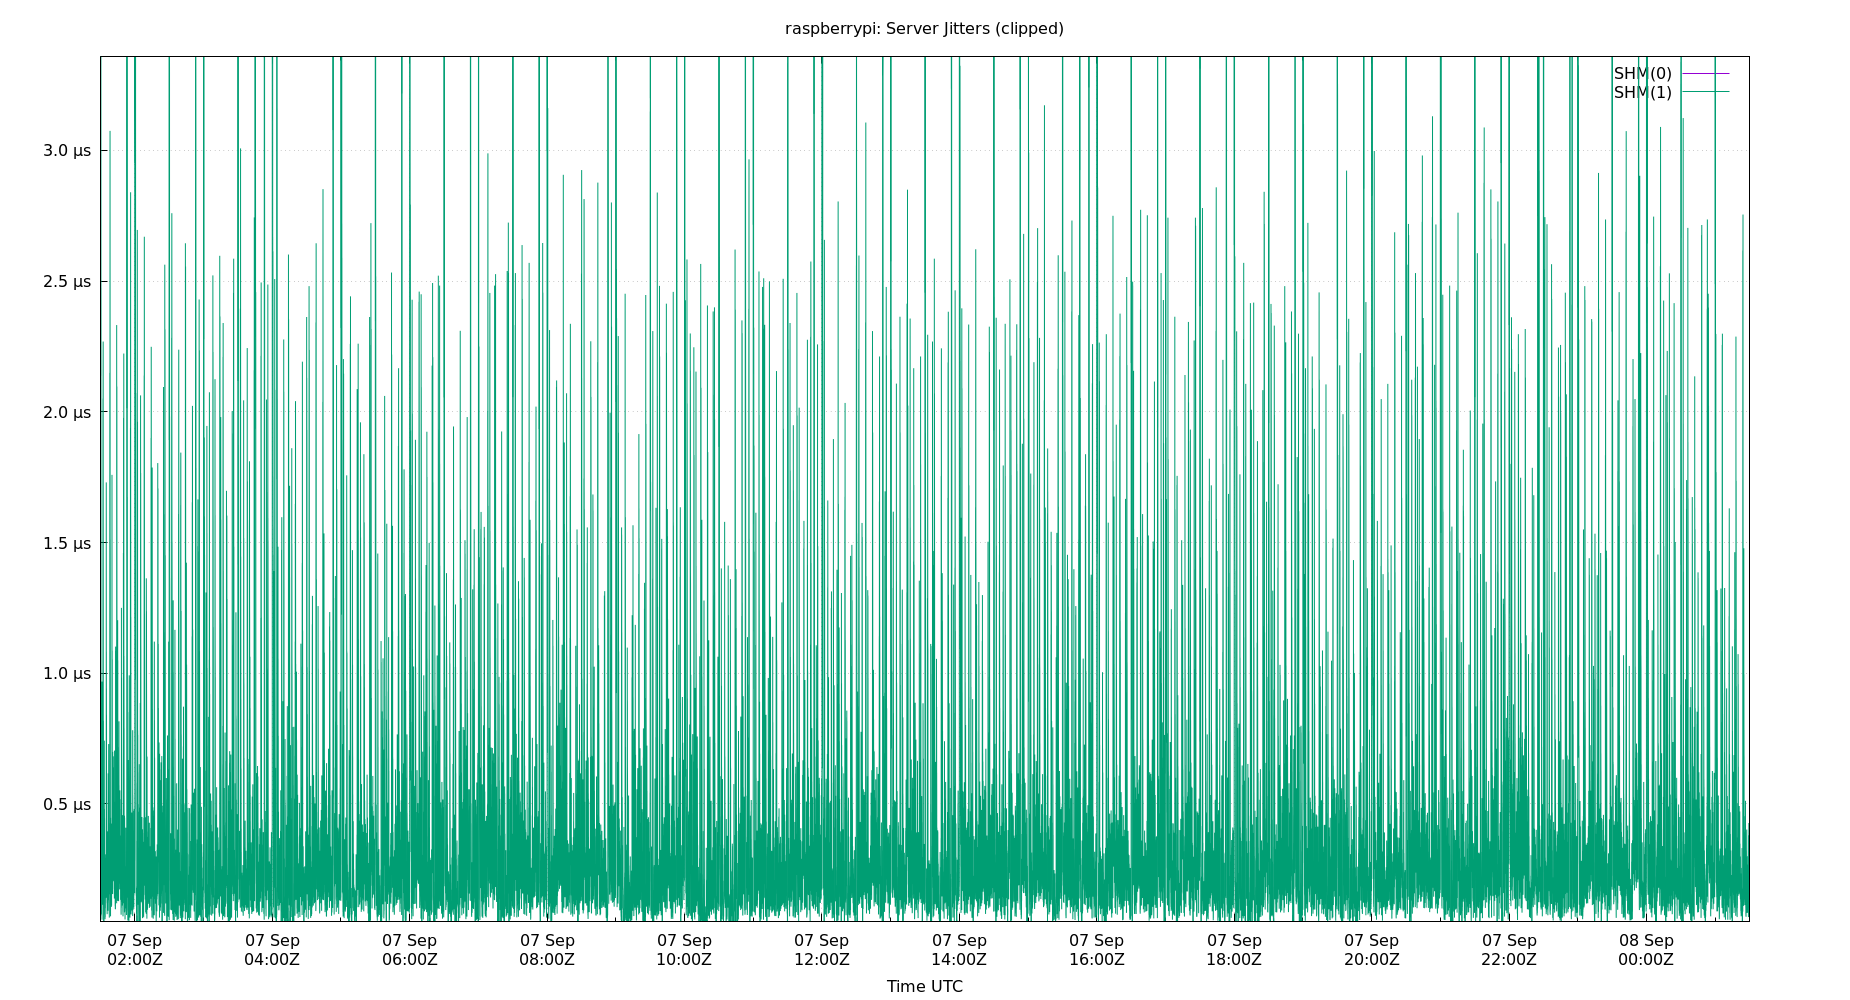 raspberrypi: Server Jitters (clipped)
SHM(0)
SHM(1)
3.0 µs
2.5 µs
2.0 µs
1.5 µs
1.0 µs
0.5 µs
07 Sep 07 Sep 07 Sep 07 Sep 07 Sep 07 Sep 07 Sep 07 Sep 07 Sep 07 Sep 07 Sep 08 Sep
02:00Z 04:00Z 06:00Z 08:00Z 10:00Z 12:00Z 14:00Z 16:00Z 18:00Z 20:00Z 22:00Z 00:00Z
Time UTC